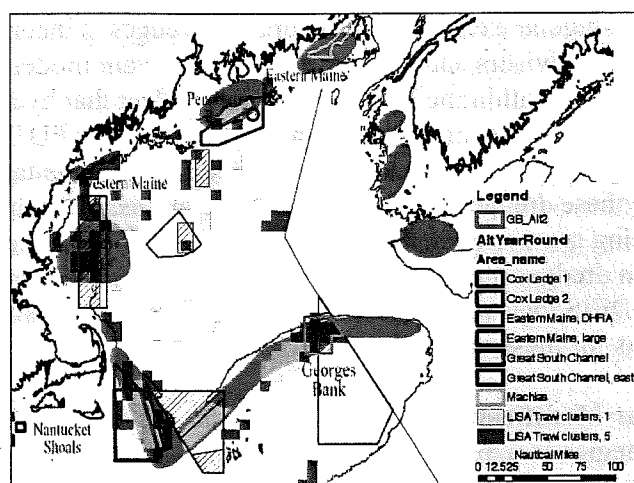 Eastern Maine
Western Maine
Georges
Bank
Nantucket
Shoals
Legend
GB_Alt2
AltYearRound
Area_name
Cox Ledge 1
Cox Ledge 2
Eastern Maine, DHRA
Eastern Maine, large
Great South Channel
Great South Channel, east
Machias
LISA Trawl clusters, 1
LISA Trawl clusters, 5
Nautical Miles
0 12.525 50 75 100